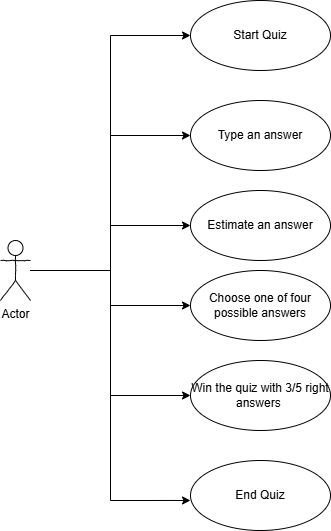 Start Quiz
Type an answer
Estimate an answer
Actor
Choose one of four
possible answers
Win the quiz with 3/5 right
answers
End Quiz